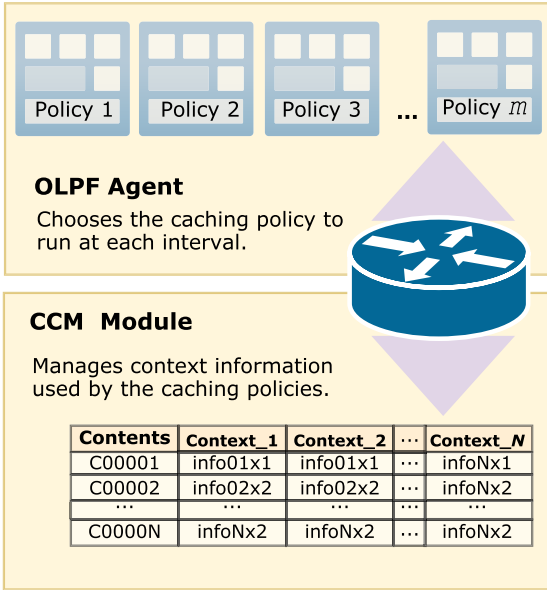 Policy 1 Policy 2 Policy 3 ... Policy m
OLPF Agent
Chooses the caching policy to
run at each interval.
CCM Module
Manages context information
used by the caching policies.
Contents Context_1 Context_2 ... Context_N
C00001 info01x1 info01x1 ... infoNx1
C00002 info02x2 info02x2 ... infoNx2
... ... ... ... ...
C0000N infoNx2 infoNx2 ... infoNx2